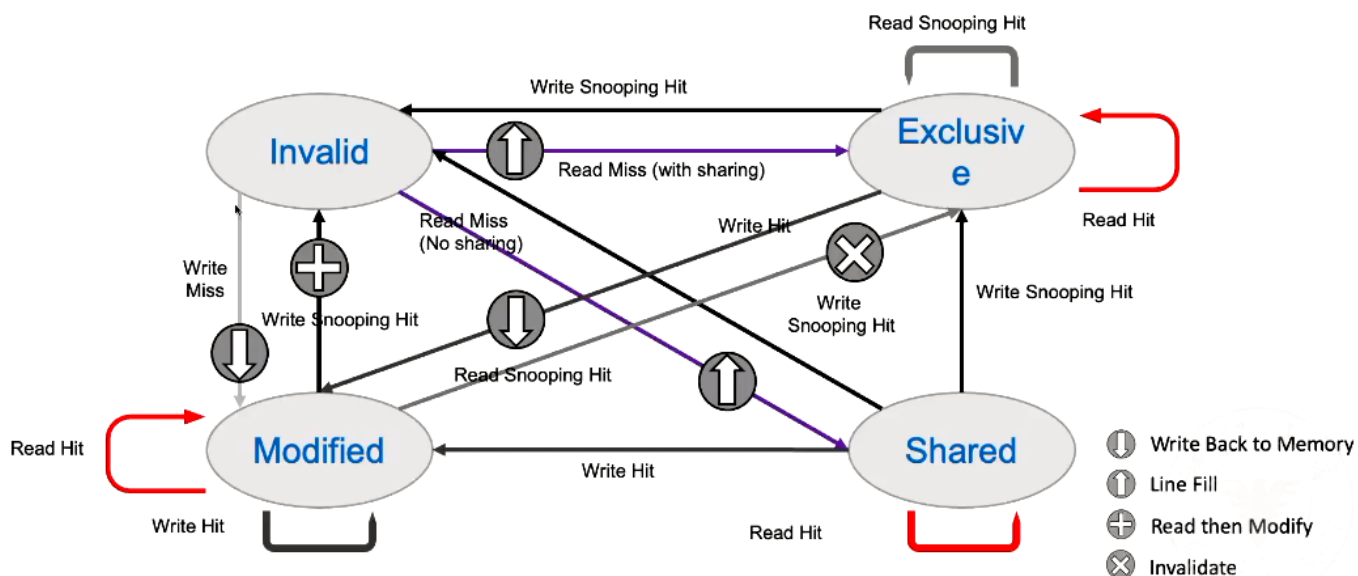 Read Snooping Hit
Write Snooping Hit
Invalid
Exclusiv
e
Read Miss (with sharing)
Read Hit
Read Miss
(No sharing)
Write Hit
Write
Miss
Write Snooping Hit
Write
Snooping Hit
Write Snooping Hit
Read Snooping Hit
Read Hit
Modified
Write Hit
Shared
Write Hit
Read Hit
Write Back to Memory
Line Fill
Read then Modify
Invalidate